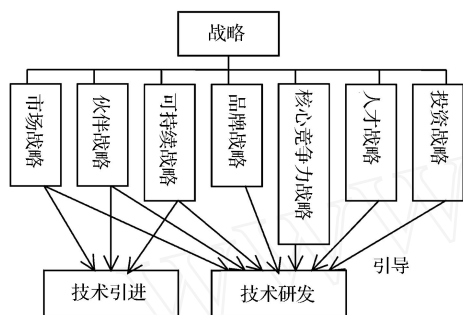 战略
市场战略
伙伴战略
可持续战略
品牌战略
核心竞争力战略
人才战略
投资战略
引导
技术引进
技术研发